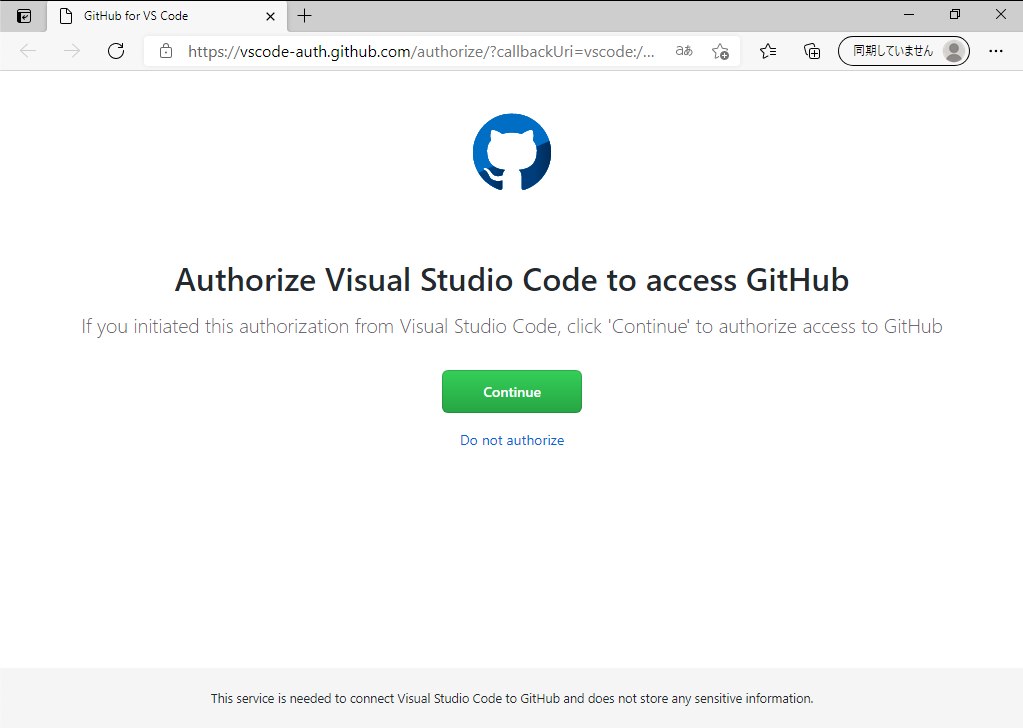 GitHub for VS Code
https://vscode-auth.github.com/authorize/?callbackUri=vscode:/...
aあ
同期していません
Authorize Visual Studio Code to access GitHub
If you initiated this authorization from Visual Studio Code, click 'Continue' to authorize access to GitHub
Continue
Do not authorize
This service is needed to connect Visual Studio Code to GitHub and does not store any sensitive information.